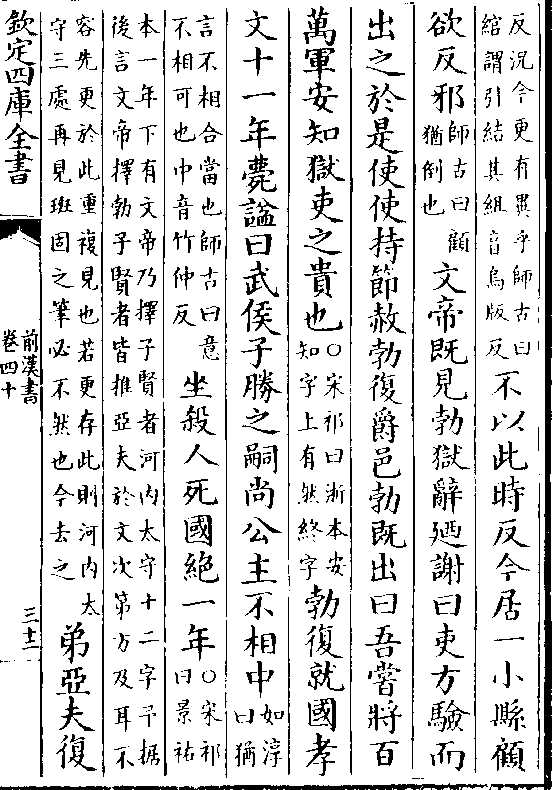 反況今更有異乎師古曰
綰謂引結其組音烏版反
不以此時反今居一小縣顧
欲反邪
師古曰顧
猶倒也
文帝既見勃獄辭廼謝曰吏方驗而
出之於是使使持節赦勃復爵邑勃既出曰吾嘗將百
萬軍安知獄吏之貴也
○宋祁曰浙本安
知字上有然終字
勃復就國孝
文十一年薨諡曰武侯子勝之嗣尚公主不相中
如淳
曰猶
言不相合當也師古曰意
不相可也中音竹仲反
坐殺人死國絕一年
○宋祁
曰景祐
本一年下有文帝乃擇子賢者河内太守十二字予据
後言文帝擇勃子賢者皆推亞夫於文次第方及耳不
容先更於此重複見也若更存此則河内太
守三處再見班固之筆必不然也今去之
弟亞夫復
欽定四庫全書
前漢書
卷四十
三十二